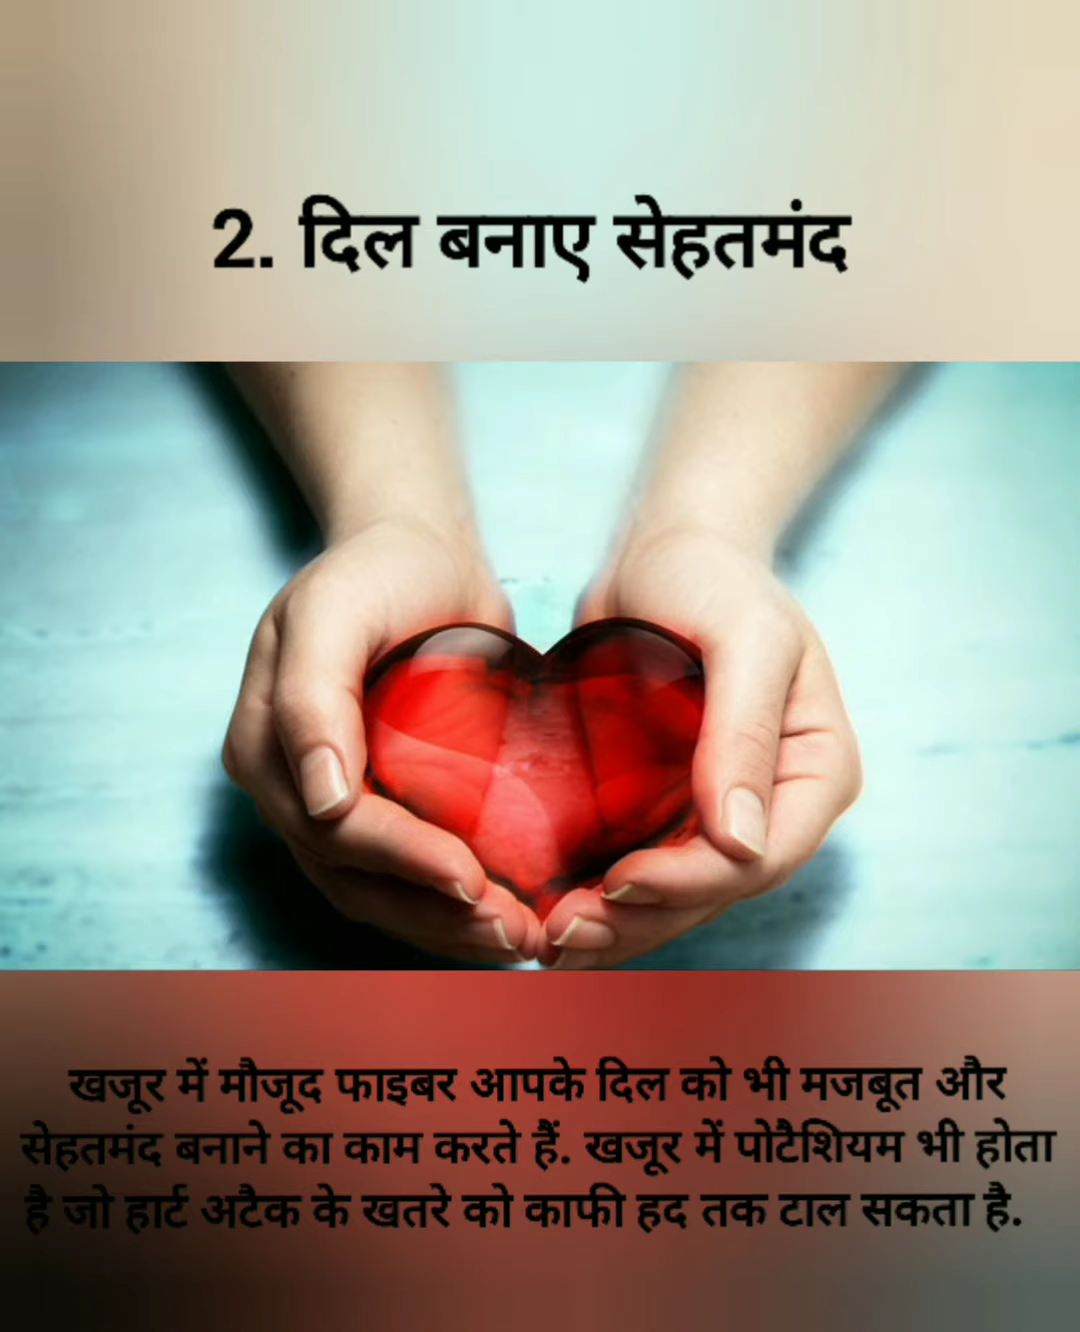 2. दिल बनाए सेहतमंद
खजूर में मौजूद फाइबर आपके दिल को भी मजबूत और
सेहतमंद बनाने का काम करते हैं. खजूर में पोटैशियम भी होता
है जो हार्ट अटैक के खतरे को काफी हद तक टाल सकता है.